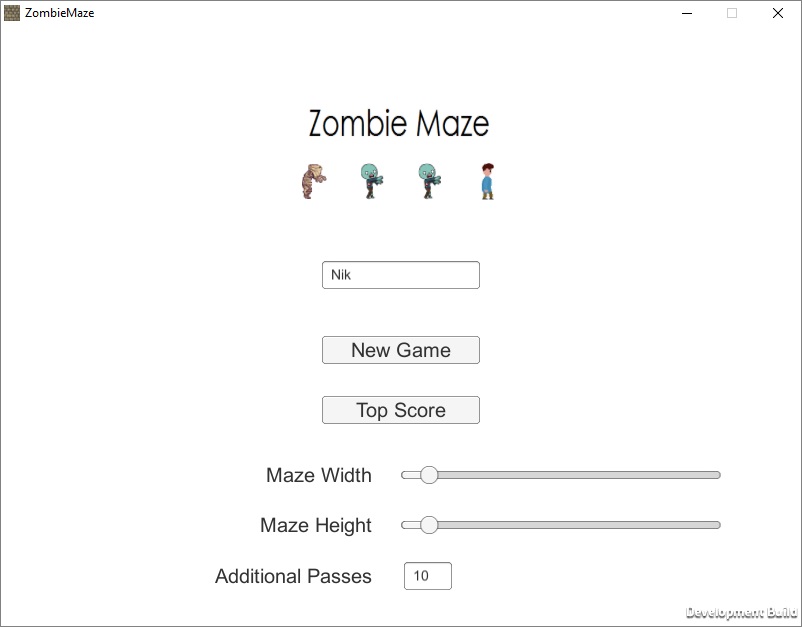 ZombieMaze
Zombie Maze
Nik
New Game
Top Score
Maze Width
Maze Height
Additional Passes
10
Development Build